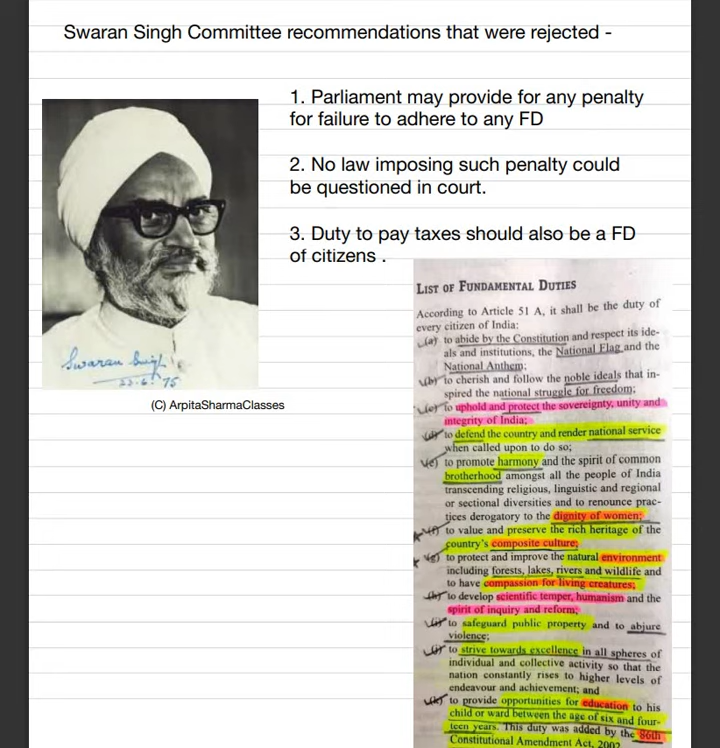 Swaran Singh Committee recommendations that were rejected -
1. Parliament may provide for any penalty
for failure to adhere to any FD
2. No law imposing such penalty could
be questioned in court.
3. Duty to pay taxes should also be a FD
of citizens .
Swaran Singh
23.6.75
(C) ArpitaSharmaClasses
LIST OF FUNDAMENTAL DUTIES
According to Article 51 A, it shall be the duty of
every citizen of India:
(a) to abide by the Constitution and respect its ide-
als and institutions, the National Flag and the
National Anthem;
(b) to cherish and follow the noble ideals that in-
spired the national struggle for freedom;
(c) to uphold and protect the sovereignty, unity and
integrity of India;
(d) to defend the country and render national service
when called upon to do so;
(e) to promote harmony and the spirit of common
brotherhood amongst all the people of India
transcending religious, linguistic and regional
or sectional diversities and to renounce prac-
tices derogatory to the dignity of women;
(f) to value and preserve the rich heritage of the
country's composite culture;
(g) to protect and improve the natural environment
including forests, lakes, rivers and wildlife and
to have compassion for living creatures;
(h) to develop scientific temper, humanism and the
spirit of inquiry and reform;
(i) to safeguard public property and to abjure
violence;
(j) to strive towards excellence in all spheres of
individual and collective activity so that the
nation constantly rises to higher levels of
endeavour and achievement; and
(k) to provide opportunities for education to his
child or ward between the age of six and four-
teen years. This duty was added by the 86th
Constitutional Amendment Act, 2002